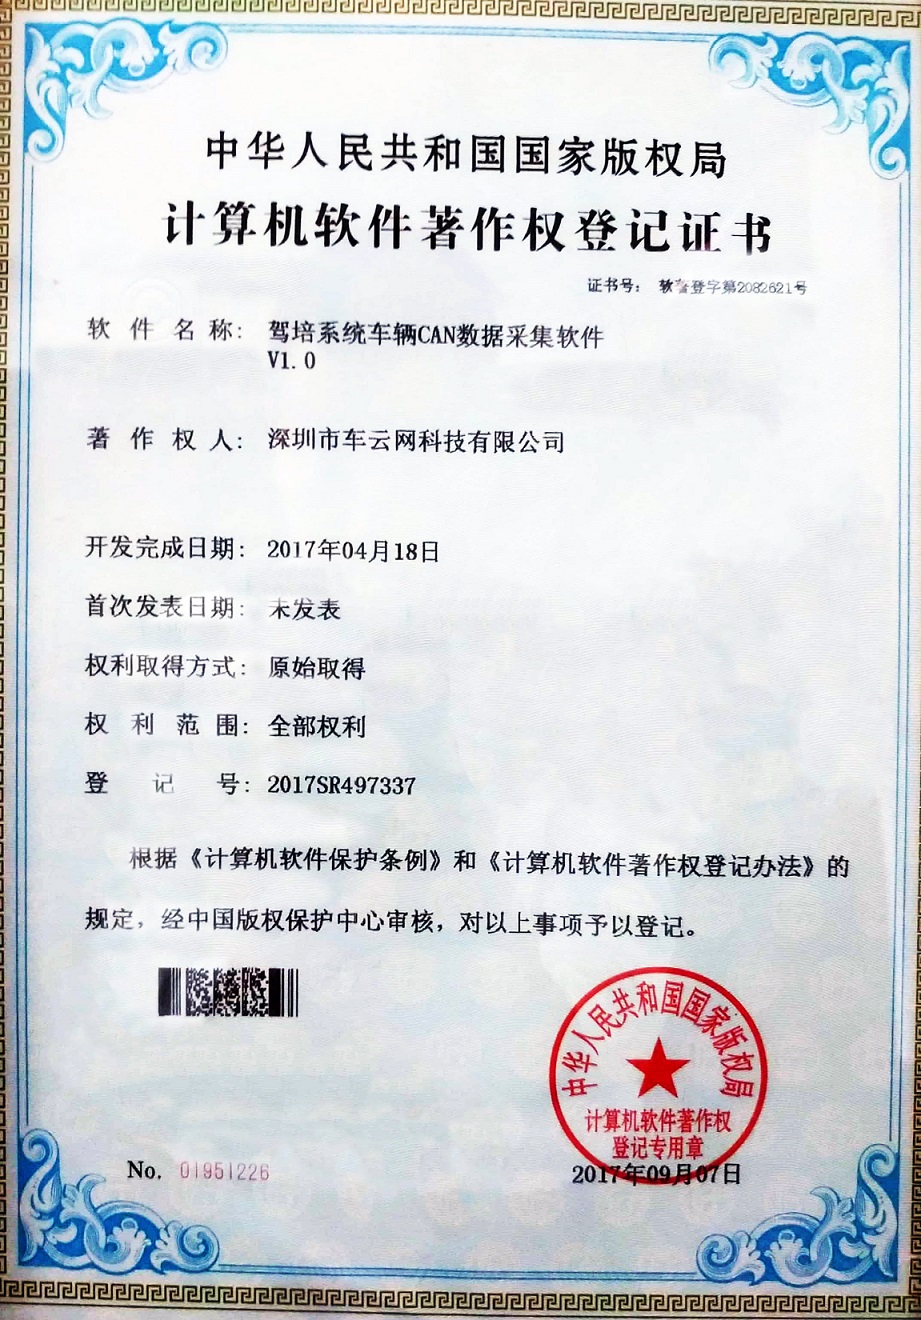 中华人民共和国国家版权局
计算机软件著作权登记证书
证书号： 软著登字第2082621号
软件名称： 驾培系统车辆CAN数据采集软件
V1.0
著作权人： 深圳市车云网科技有限公司
开发完成日期： 2017年04月18日
首次发表日期： 未发表
权利取得方式： 原始取得
权利范围： 全部权利
登记号： 2017SR497337
根据《计算机软件保护条例》和《计算机软件著作权登记办法》的
规定，经中国版权保护中心审核，对以上事项予以登记。
中华人民共和国国家版权局
计算机软件著作权
登记专用章
No. 01951226
2017年09月07日